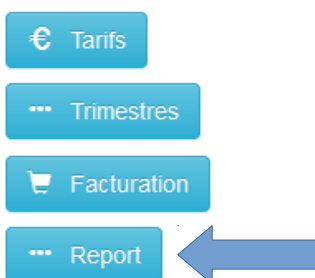 € Tarifs
••• Trimestres
Facturation
••• Report